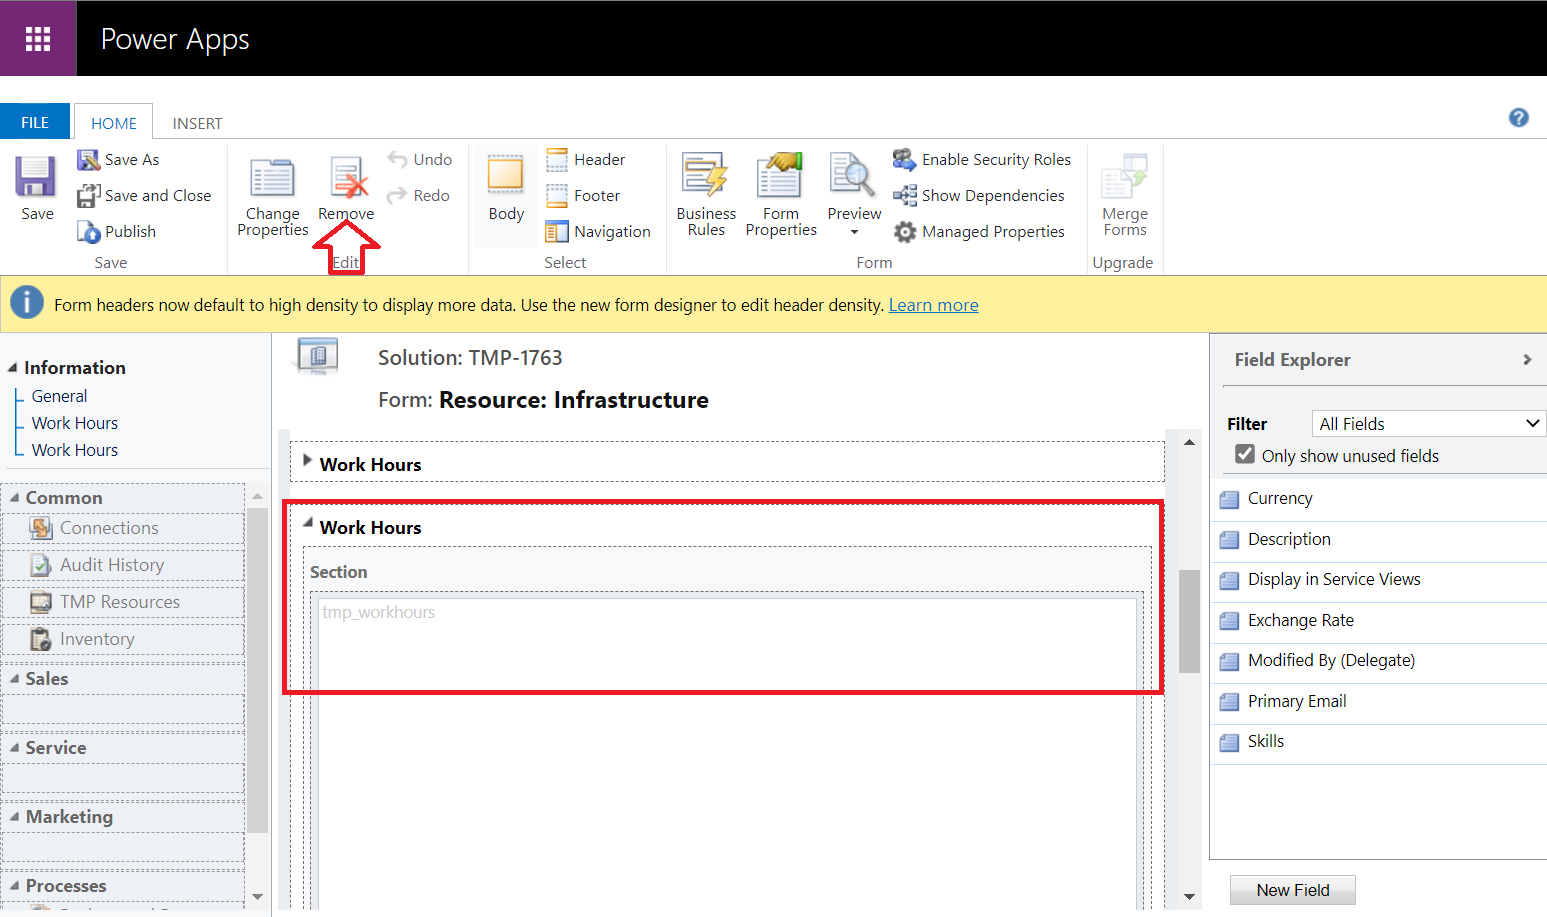 Power Apps
FILE
HOME
INSERT
Save
Save As
Save and Close
Publish
Save
Change
Properties
Remove
Undo
Redo
Edit
Body
Header
Footer
Navigation
Select
Business
Rules
Form
Properties
Preview
Enable Security Roles
Show Dependencies
Managed Properties
Form
Merge
Forms
Upgrade
Form headers now default to high density to display more data. Use the new form designer to edit header density. Learn more
Information
General
Work Hours
Work Hours
Common
Connections
Audit History
TMP Resources
Inventory
Sales
Service
Marketing
Processes
Solution: TMP-1763
Form: Resource: Infrastructure
Work Hours
Work Hours
Section
tmp_workhours
Field Explorer
Filter
All Fields
Only show unused fields
Currency
Description
Display in Service Views
Exchange Rate
Modified By (Delegate)
Primary Email
Skills
New Field